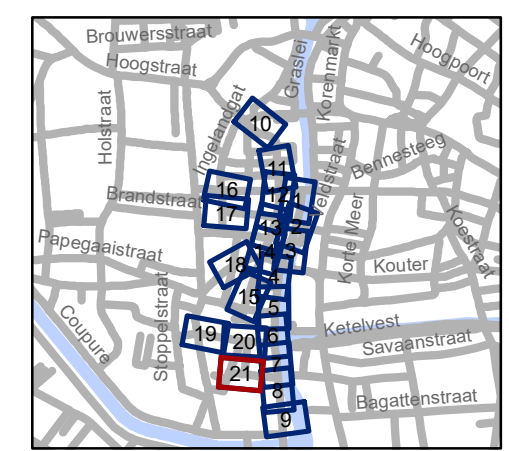 Brouwersstraat
Hoogstraat
Graslei
Korenmarkt
Hoogpoort
Holstraat
Ingelandgat
10
Bennesteeg
Veldstraat
11
16
12
1
Brandstraat
17
13
2
Korte Meer
Koestraat
Papegaaistraat
14
3
18
4
Kouter
15
5
Coupure
Stoppelstraat
19
20
6
Ketelvest
Savaanstraat
21
7
8
Bagattenstraat
9